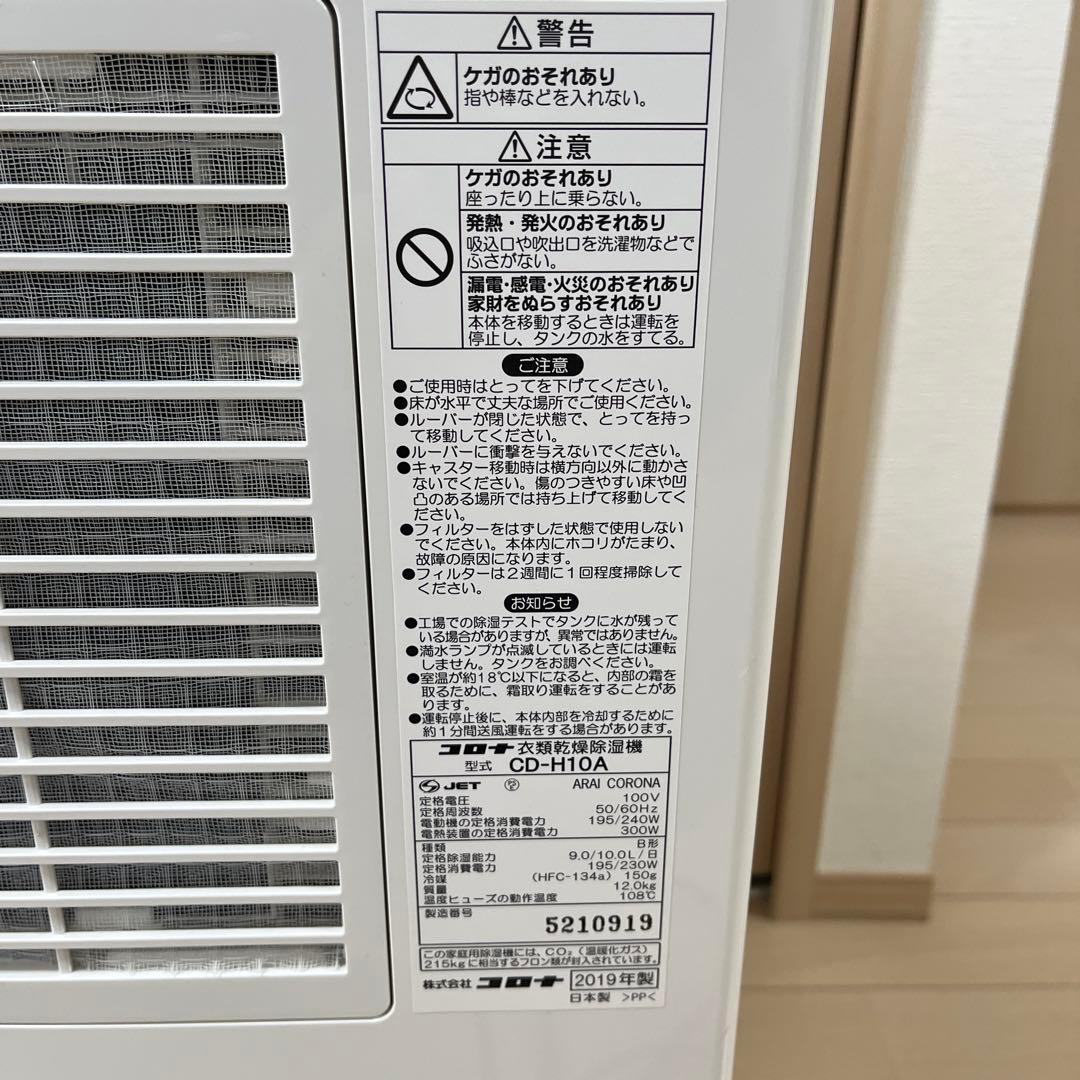 警告
ケガのおそれあり
指や棒などを入れない。
注意
ケガのおそれあり
座ったり上に乗らない。
発熱・発火のおそれあり
吸込口や吹出口を洗濯物などで
ふさがない。
漏電・感電・火災のおそれあり
家財をぬらすおそれあり
本体を移動するときは運転を
停止し、タンクの水をすてる。
ご注意
●ご使用時はとってを下げてください。
●床が水平で丈夫な場所でご使用ください。
●ルーバーが閉じた状態で、とってを持っ
て移動してください。
●ルーバーに衝撃を与えないでください。
●キャスター移動時は横方向以外に動かさ
ないでください。傷のつきやすい床や凹
凸のある場所では持ち上げて移動してく
ださい。
●フィルターをはずした状態で使用しない
でください。本体内にホコリがたまり、
故障の原因になります。
●フィルターは2週間に1回程度掃除して
ください。
お知らせ
●工場での除湿テストでタンクに水が残って
いる場合がありますが、異常ではありません。
●満水ランプが点滅しているときには運転
しません。タンクをお調べください。
●室温が約18℃以下になると、内部の霜を
取るために、霜取り運転をすることがあ
ります。
●運転停止後に、本体内部を冷却するために
約1分間送風運転をする場合があります。
コロナ衣類乾燥除湿機
型式 CD-H10A
JET ARAI CORONA
定格電圧 100V
定格周波数 50/60Hz
電動機の定格消費電力 195/240W
電熱装置の定格消費電力 300W
種類 B形
定格除湿能力 9.0/10.0L/日
定格消費電力 195/230W
冷媒 (HFC-134a) 150g
質量 12.0kg
温度ヒューズの動作温度 108℃
製造番号
5210919
この家庭用除湿機には、CO₂（温暖化ガス）
215kgに相当するフロン類が封入されています。
株式会社 コロナ 2019年製
日本製 >PP<